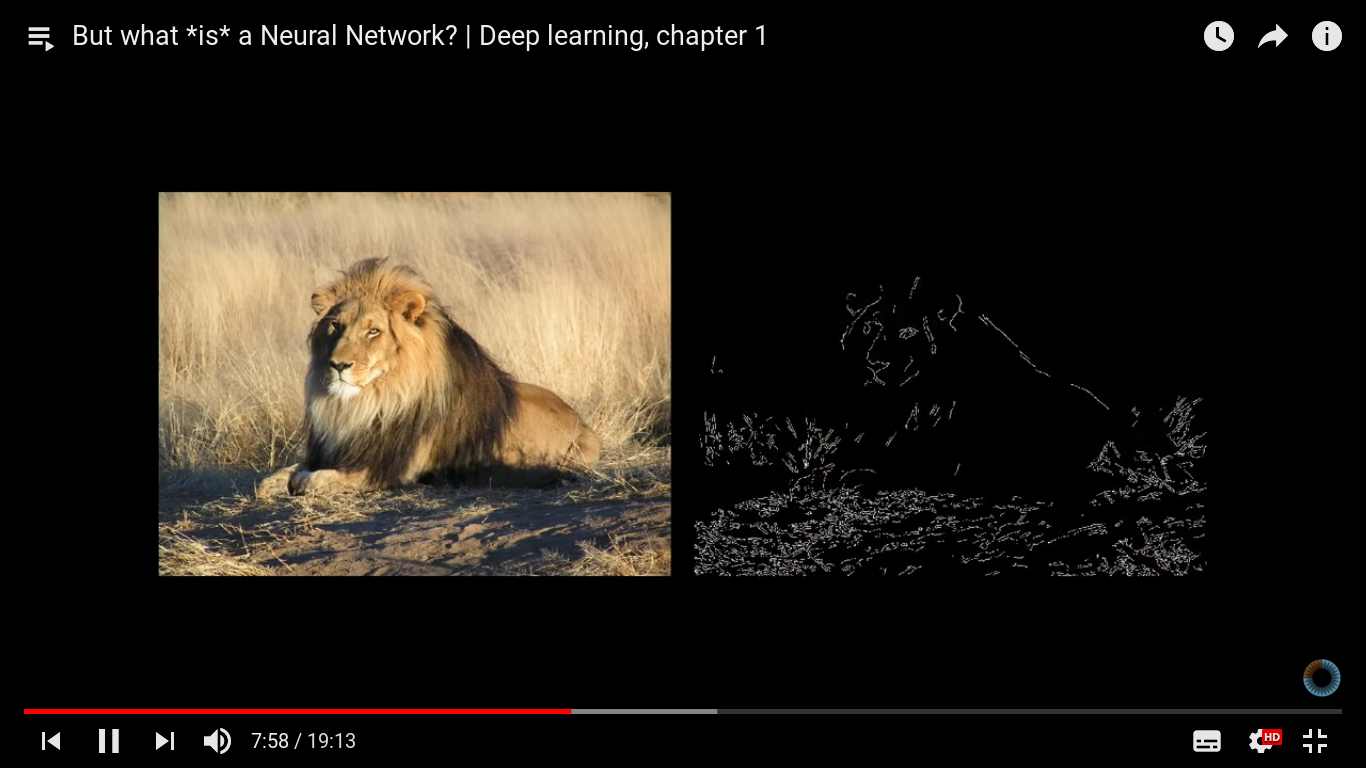 But what *is* a Neural Network? | Deep learning, chapter 1
7:58 / 19:13
HD